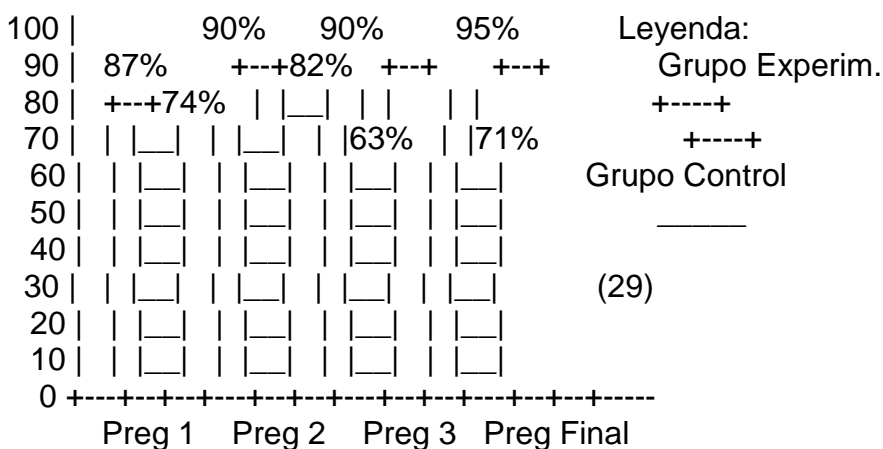 100 | 90% 90% 95% Leyenda:
90 | 87% +---+82% +--+ +--+ Grupo Experim.
80 | +--+74% | |__| | | | | +----+
70 | | |__| | |__| | |63% | |71% +----+
60 | | |__| | |__| | |__| | |__| Grupo Control
50 | | |__| | |__| | |__| | |__| _____
40 | | |__| | |__| | |__| | |__|
30 | | |__| | |__| | |__| | |__| (29)
20 | | |__| | |__| | |__| | |__|
10 | | |__| | |__| | |__| | |__|
0 +----+--+--+---+--+--+---+--+--+---+--+--+-----
Preg 1 Preg 2 Preg 3 Preg Final